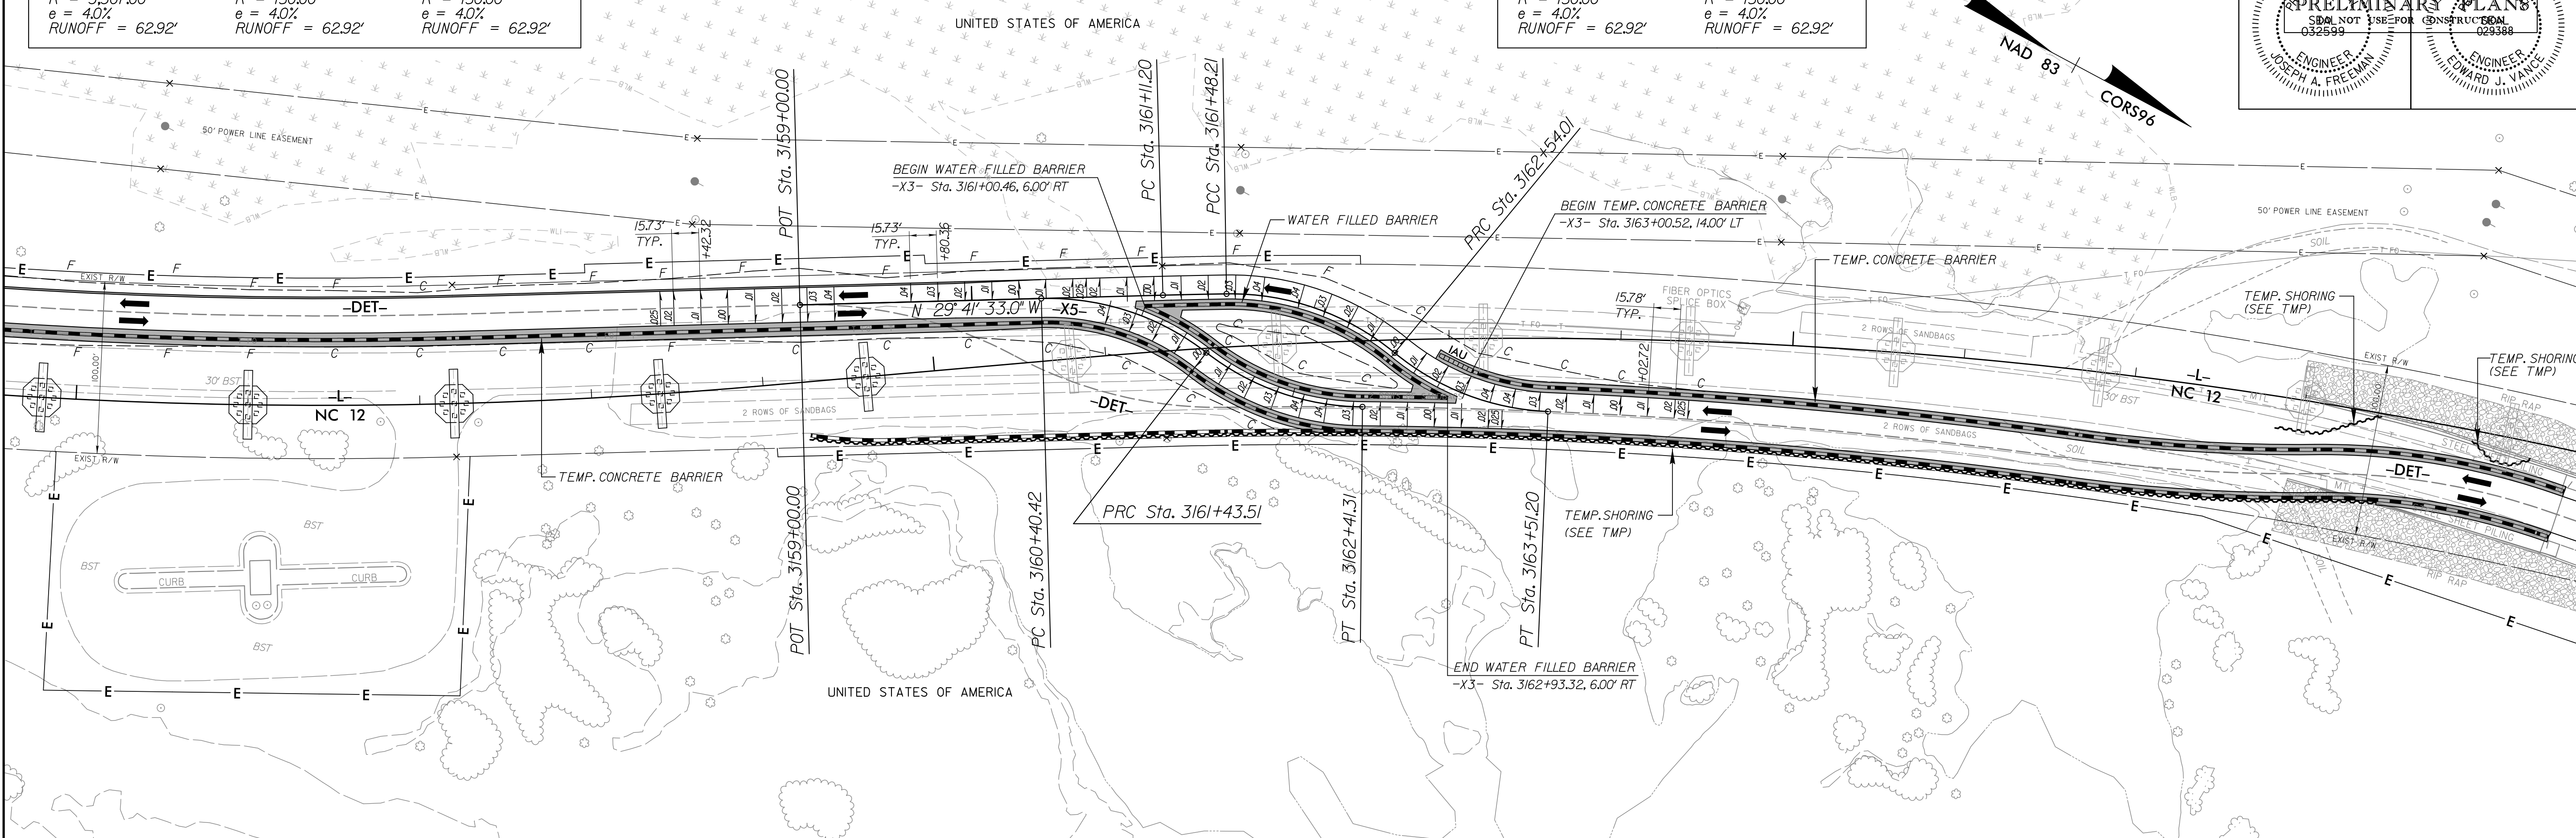 e = 4.0%
RUNOFF = 62.92'
e = 4.0%
RUNOFF = 62.92'
e = 4.0%
RUNOFF = 62.92'
UNITED STATES OF AMERICA
e = 4.0%
RUNOFF = 62.92'
e = 4.0%
RUNOFF = 62.92'
NAD 83
CORS96
PRELIMINARY PLANS
DO NOT USE FOR CONSTRUCTION
SEAL
032599
ENGINEER
JOSEPH A. FREEMAN
SEAL
029388
ENGINEER
EDWARD J. VANCE
50' POWER LINE EASEMENT
POT Sta. 3159+00.00
BEGIN WATER FILLED BARRIER
-X3- Sta. 3161+00.46, 6.00' RT
PC Sta. 3161+11.20
PCC Sta. 3161+48.21
PRC Sta. 3162+54.01
WATER FILLED BARRIER
BEGIN TEMP. CONCRETE BARRIER
-X3- Sta. 3163+00.52, 14.00' LT
TEMP. CONCRETE BARRIER
50' POWER LINE EASEMENT
SOIL
T FO
WLB
WLI
15.73'
TYP.
+42.32
15.73'
TYP.
+80.36
15.78'
TYP.
+02.72
FIBER OPTICS
SPLICE BOX
TEMP. SHORING
(SEE TMP)
TEMP. SHORING
(SEE TMP)
EXIST R/W
100.00'
-DET-
N 29° 41' 33.0" W
-X5-
IAU
2 ROWS OF SANDBAGS
EXIST R/W
-L-
NC 12
30' BST
RIP RAP
30' BST
-L-
NC 12
2 ROWS OF SANDBAGS
-DET-
2 ROWS OF SANDBAGS
SOIL
-DET-
EXIST R/W
TEMP. CONCRETE BARRIER
POT Sta. 3159+00.00
PC Sta. 3160+40.42
PRC Sta. 3161+43.51
PT Sta. 3162+41.31
PT Sta. 3163+51.20
TEMP. SHORING
(SEE TMP)
MTL
SHEET PILING
EXIST R/W
RIP RAP
SOIL
BST
BST
CURB
CURB
BST
END WATER FILLED BARRIER
-X3- Sta. 3162+93.32, 6.00' RT
UNITED STATES OF AMERICA